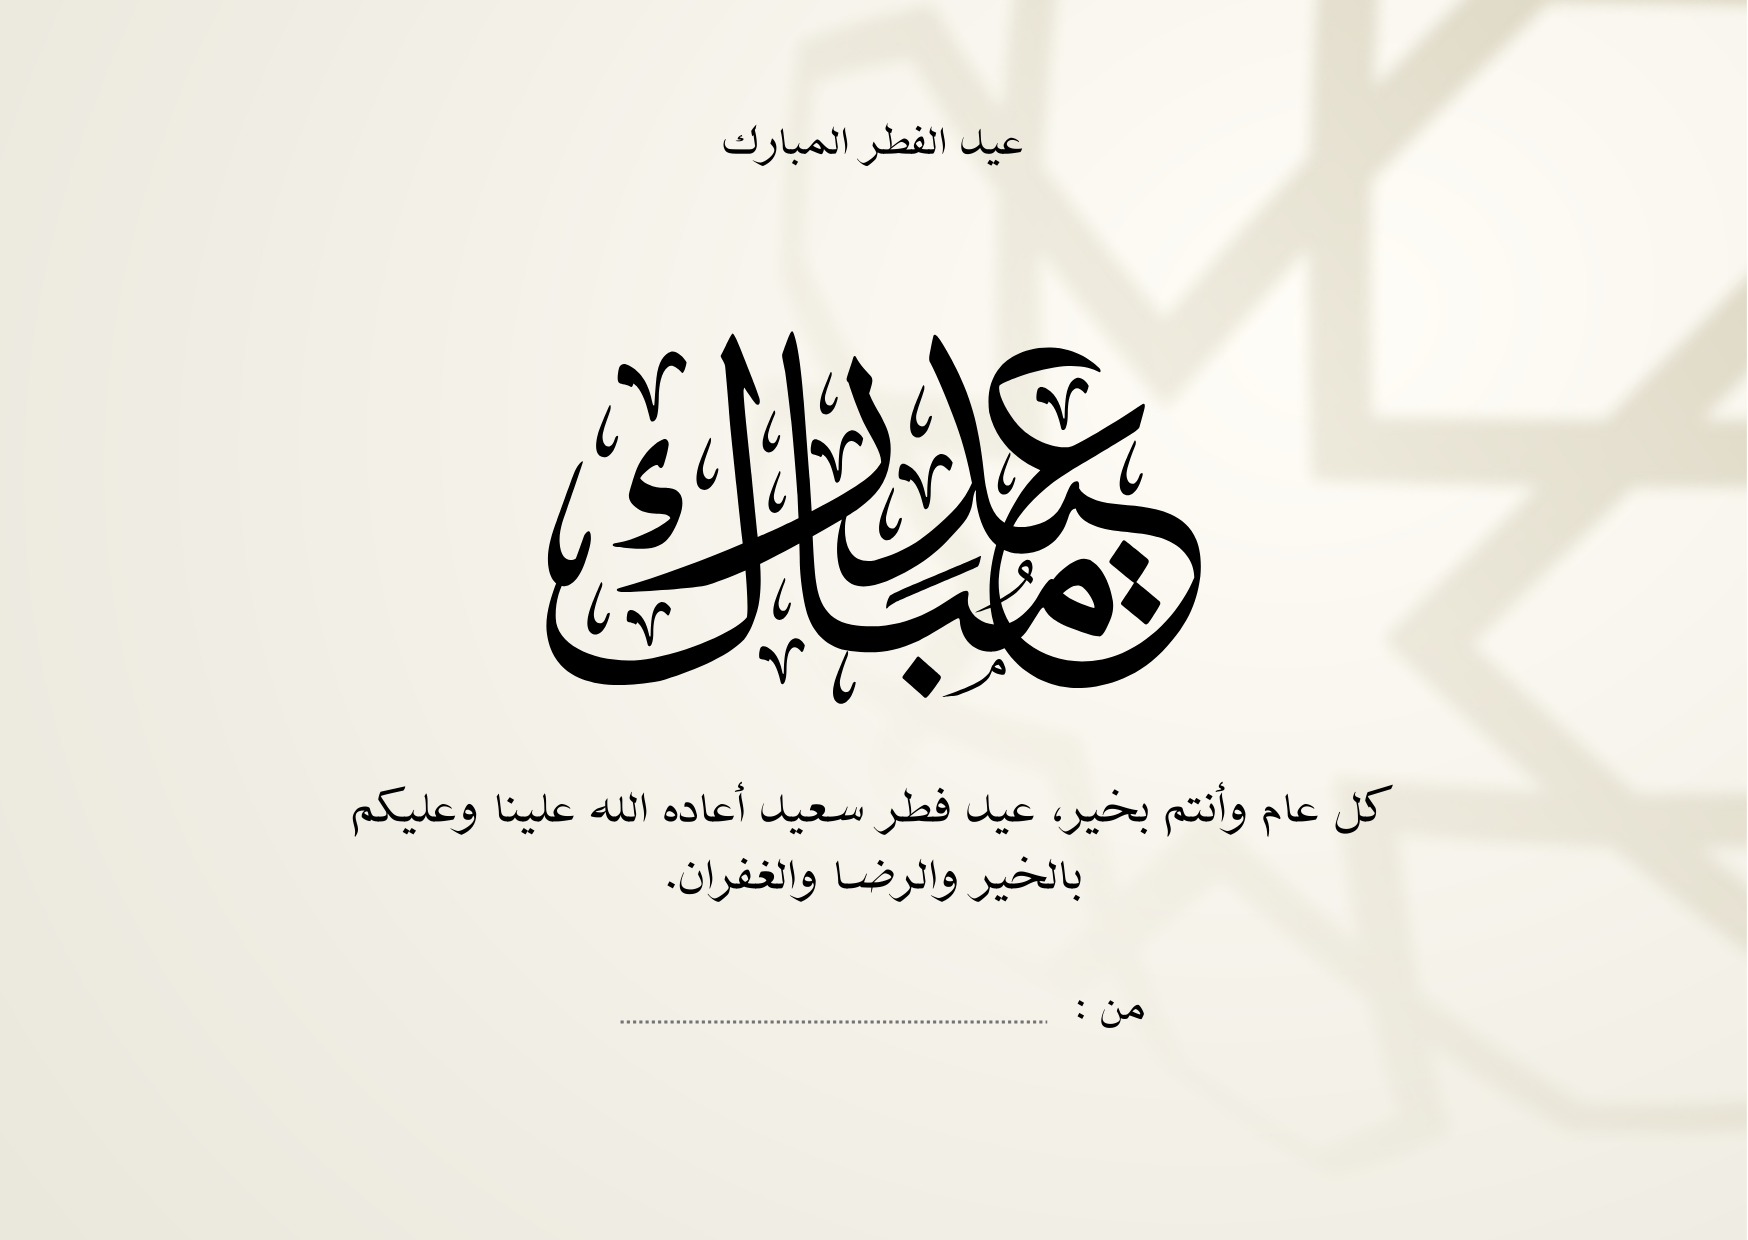 عيد الفطر المبارك
عيد مبارك
كل عام وأنتم بخير، عيد فطر سعيد أعاده الله علينا وعليكم
بالخير والرضا والغفران.
من : ........................................